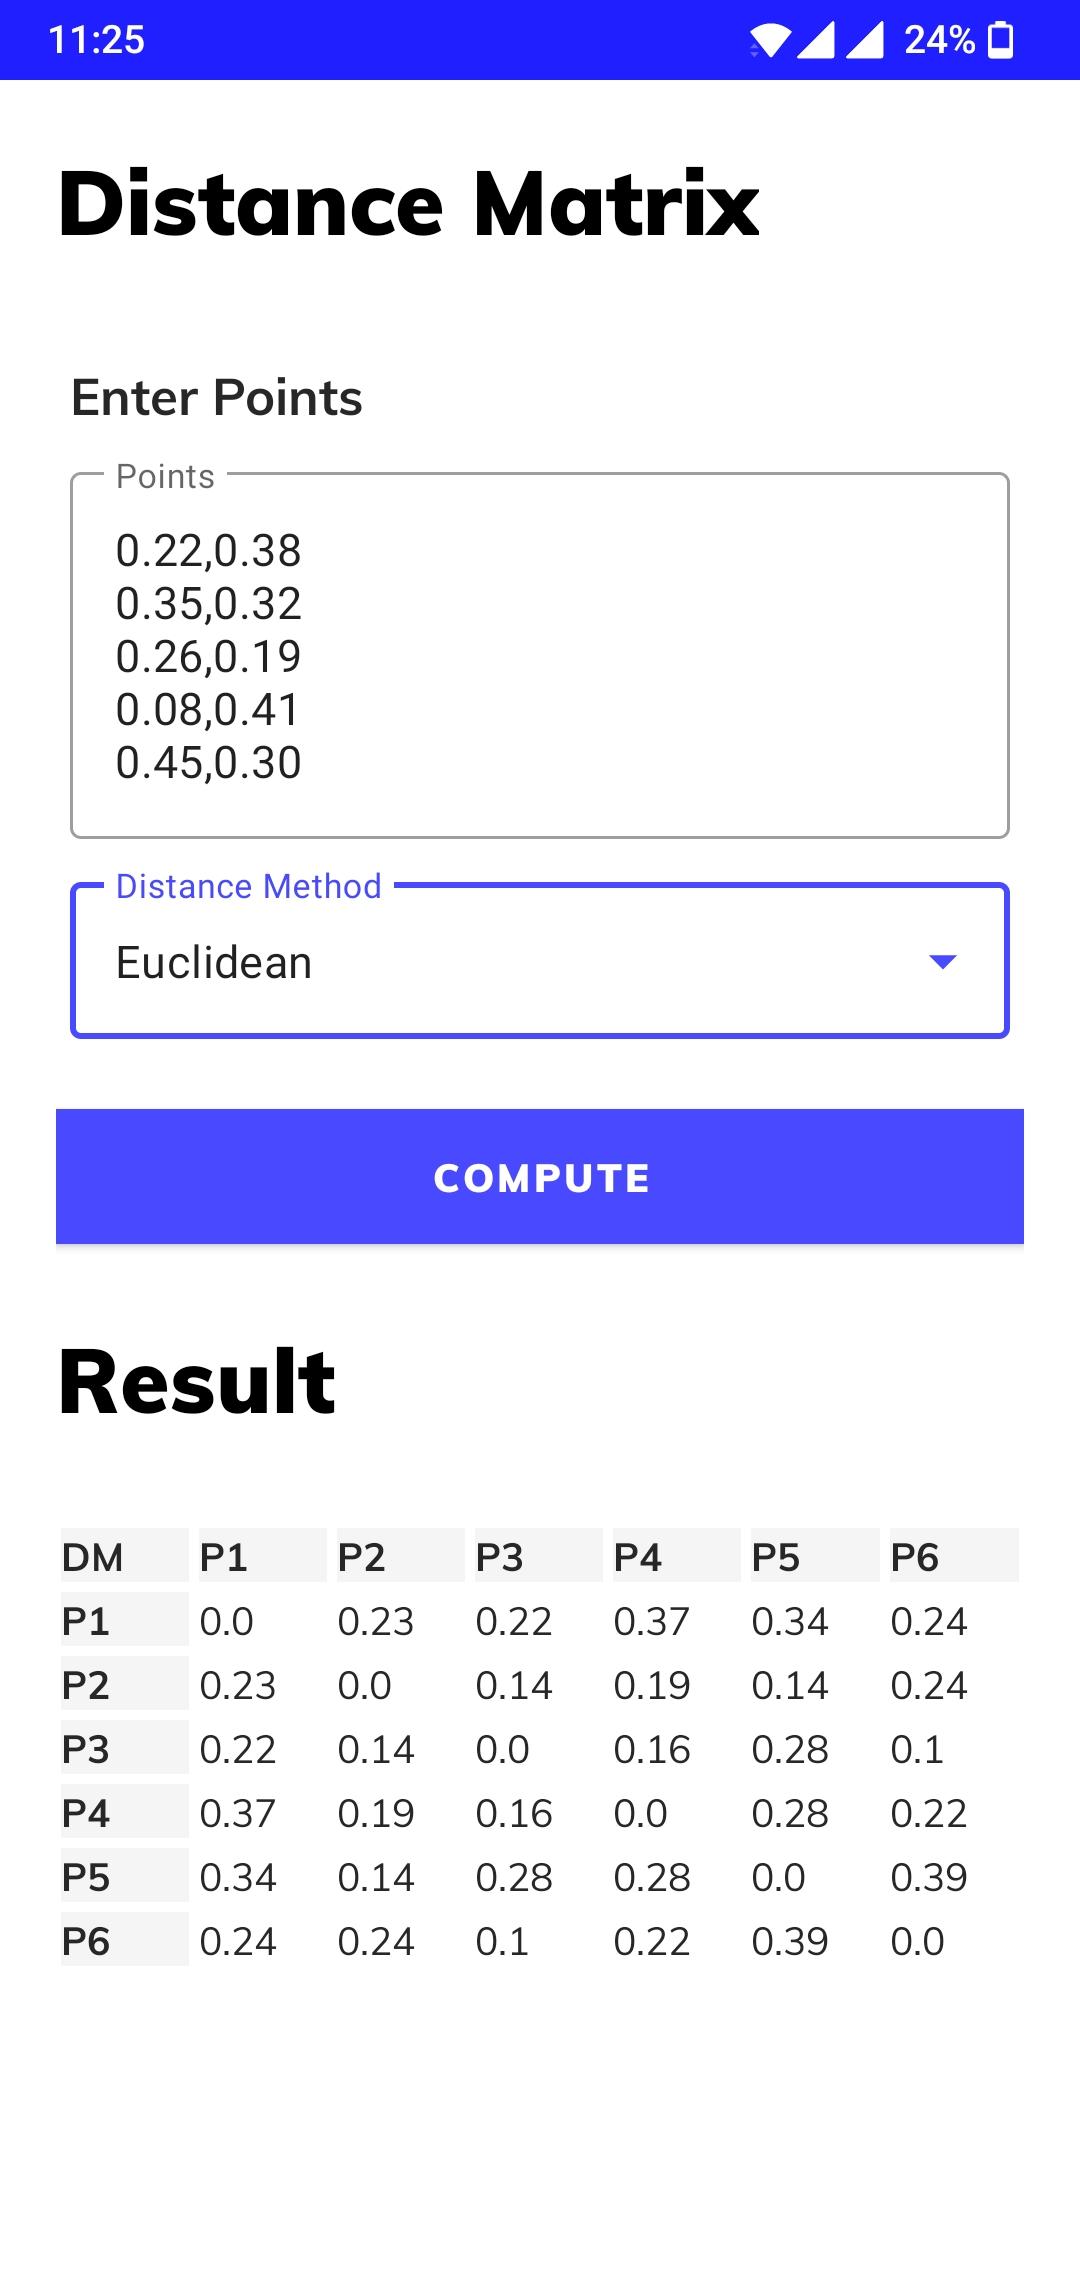 11:25 24%
Distance Matrix
Enter Points
Points
0.22,0.38
0.35,0.32
0.26,0.19
0.08,0.41
0.45,0.30
Distance Method
Euclidean
COMPUTE
Result
DM P1 P2 P3 P4 P5 P6
P1 0.0 0.23 0.22 0.37 0.34 0.24
P2 0.23 0.0 0.14 0.19 0.14 0.24
P3 0.22 0.14 0.0 0.16 0.28 0.1
P4 0.37 0.19 0.16 0.0 0.28 0.22
P5 0.34 0.14 0.28 0.28 0.0 0.39
P6 0.24 0.24 0.1 0.22 0.39 0.0